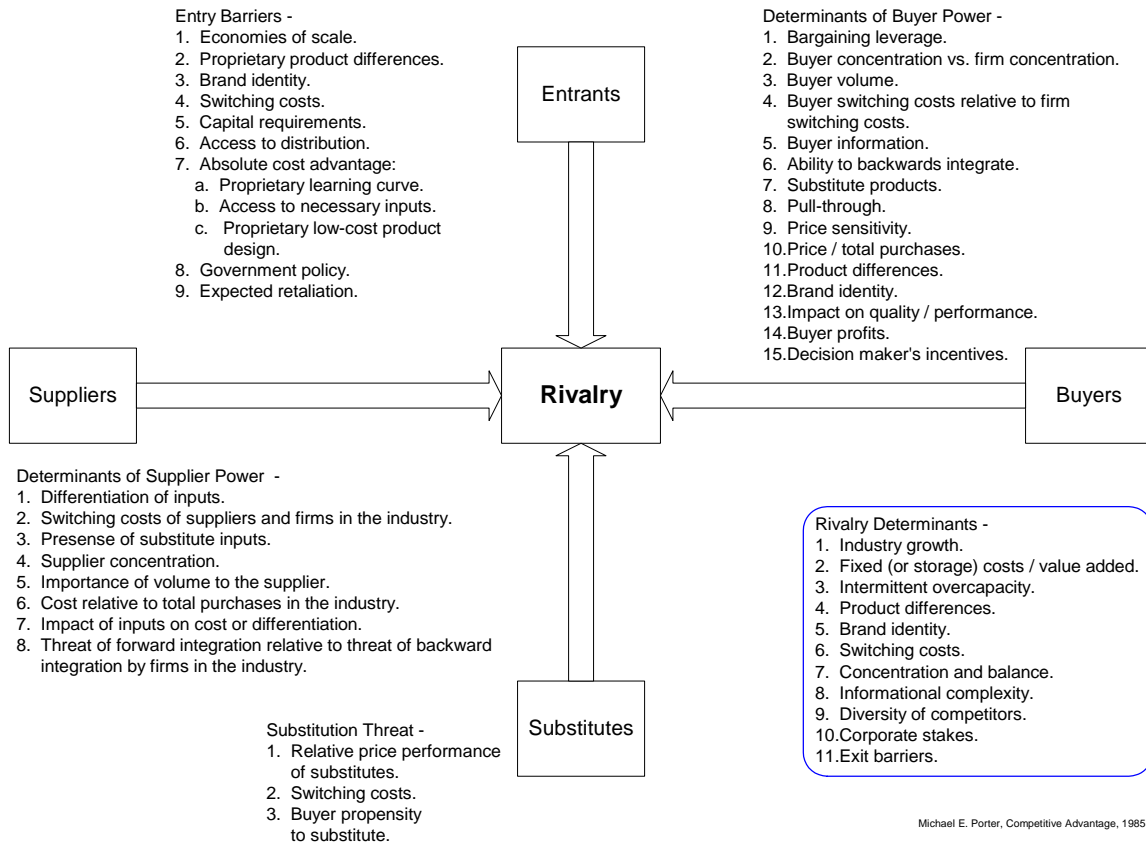 Entry Barriers -
1. Economies of scale.
2. Proprietary product differences.
3. Brand identity.
4. Switching costs.
5. Capital requirements.
6. Access to distribution.
7. Absolute cost advantage:
a. Proprietary learning curve.
b. Access to necessary inputs.
c. Proprietary low-cost product
design.
8. Government policy.
9. Expected retaliation.
Entrants
Determinants of Buyer Power -
1. Bargaining leverage.
2. Buyer concentration vs. firm concentration.
3. Buyer volume.
4. Buyer switching costs relative to firm
switching costs.
5. Buyer information.
6. Ability to backwards integrate.
7. Substitute products.
8. Pull-through.
9. Price sensitivity.
10.Price / total purchases.
11.Product differences.
12.Brand identity.
13.Impact on quality / performance.
14.Buyer profits.
15.Decision maker's incentives.
Suppliers
Rivalry
Buyers
Determinants of Supplier Power -
1. Differentiation of inputs.
2. Switching costs of suppliers and firms in the industry.
3. Presense of substitute inputs.
4. Supplier concentration.
5. Importance of volume to the supplier.
6. Cost relative to total purchases in the industry.
7. Impact of inputs on cost or differentiation.
8. Threat of forward integration relative to threat of backward
integration by firms in the industry.
Rivalry Determinants -
1. Industry growth.
2. Fixed (or storage) costs / value added.
3. Intermittent overcapacity.
4. Product differences.
5. Brand identity.
6. Switching costs.
7. Concentration and balance.
8. Informational complexity.
9. Diversity of competitors.
10.Corporate stakes.
11.Exit barriers.
Substitution Threat -
1. Relative price performance
of substitutes.
2. Switching costs.
3. Buyer propensity
to substitute.
Substitutes
Michael E. Porter, Competitive Advantage, 1985